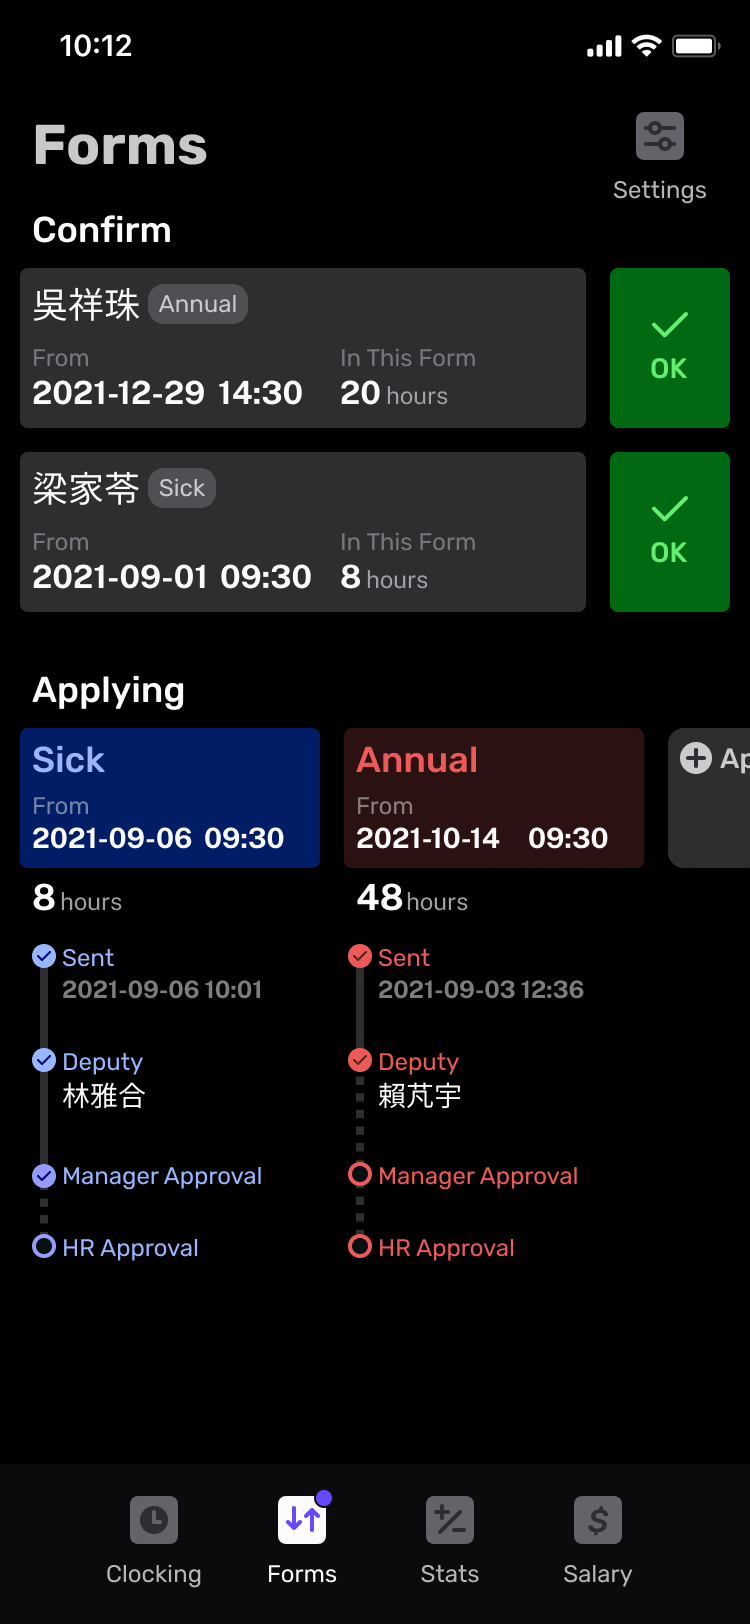 10:12
Forms
Settings
Confirm
吳祥珠 Annual
From In This Form
2021-12-29 14:30 20 hours
OK
梁家苓 Sick
From In This Form
2021-09-01 09:30 8 hours
OK
Applying
Sick
From
2021-09-06 09:30
8 hours
Sent
2021-09-06 10:01
Deputy
林雅合
Manager Approval
HR Approval
Annual
From
2021-10-14 09:30
48 hours
Sent
2021-09-03 12:36
Deputy
賴芃宇
Manager Approval
HR Approval
Ap
Clocking
Forms
Stats
Salary